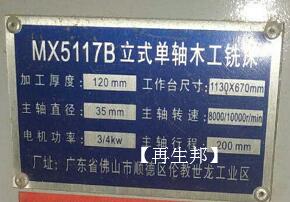 MX5117B立式单轴木工铣床
加工厚度: 120mm 工作台尺寸: 1130X670mm
主轴直径: 35mm 主轴转速: 8000/10000r/min
电机功率: 3/4kw 主轴行程: 200mm
【再生邦】
厂址: 广东省佛山市顺德区伦教世龙工业区